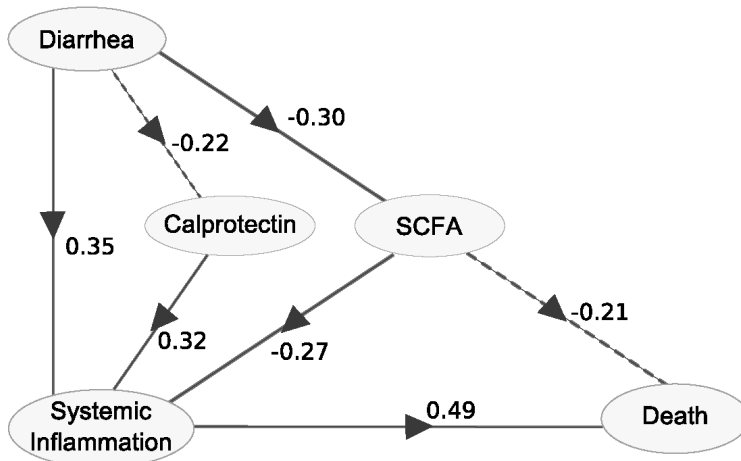 Diarrhea
-0.30
-0.22
Calprotectin
SCFA
0.35
0.32
-0.27
-0.21
Systemic
Inflammation
0.49
Death